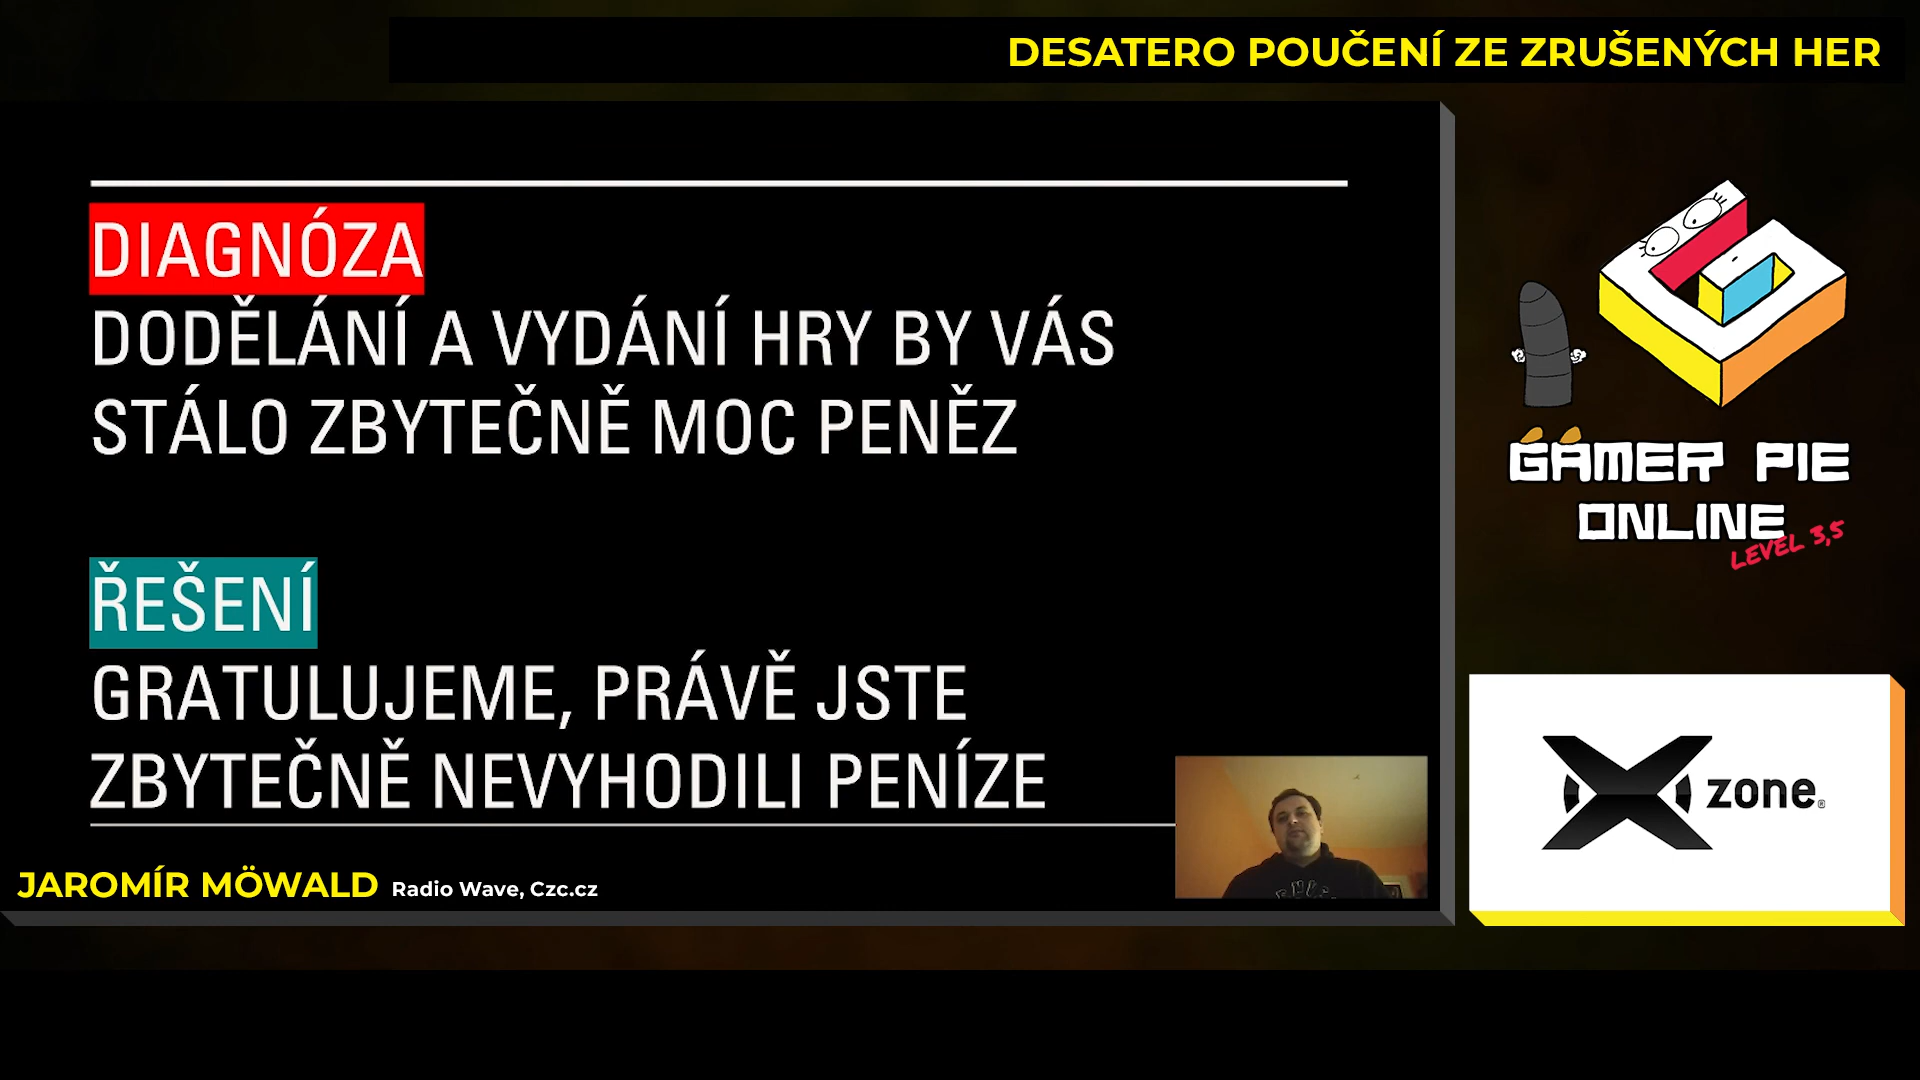 DESATERO POUČENÍ ZE ZRUŠENÝCH HER
DIAGNÓZA
DODĚLÁNÍ A VYDÁNÍ HRY BY VÁS
STÁLO ZBYTEČNĚ MOC PENĚZ
ŘEŠENÍ
GRATULUJEME, PRÁVĚ JSTE
ZBYTEČNĚ NEVYHODILI PENÍZE
JAROMÍR MÖWALD Radio Wave, Czc.cz
GAMER PIE
ONLINE
LEVEL 3,5
X zone®